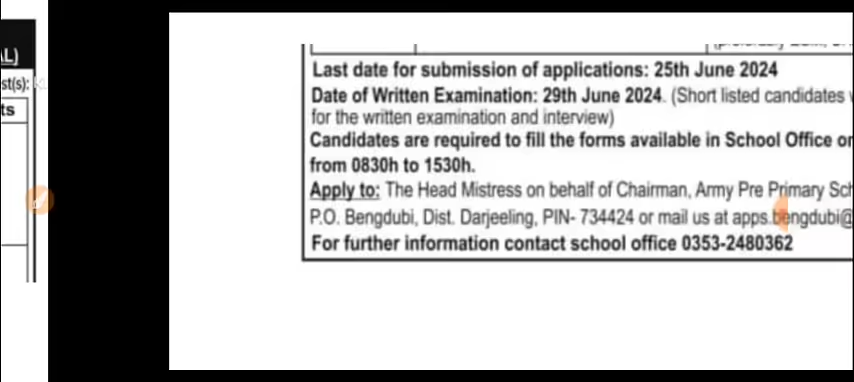 L)
st(s):
ts
Last date for submission of applications: 25th June 2024
Date of Written Examination: 29th June 2024. (Short listed candidates
for the written examination and interview)
Candidates are required to fill the forms available in School Office or
from 0830h to 1530h.
Apply to: The Head Mistress on behalf of Chairman, Army Pre Primary Sch
P.O. Bengdubi, Dist. Darjeeling, PIN- 734424 or mail us at apps.bengdubi@
For further information contact school office 0353-2480362